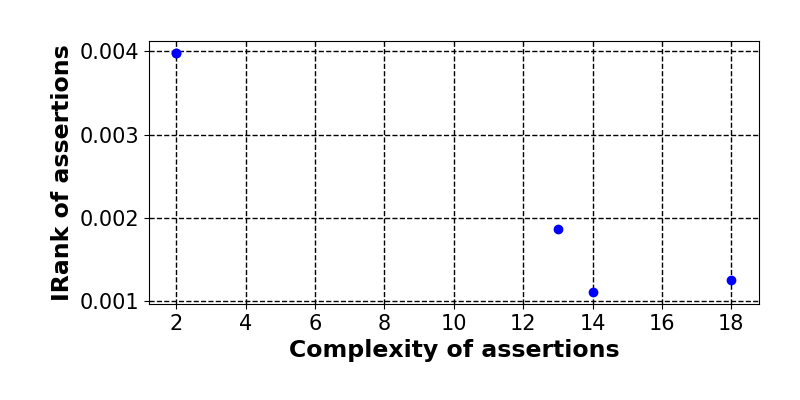 IRank of assertions
0.004
0.003
0.002
0.001
2 4 6 8 10 12 14 16 18
Complexity of assertions